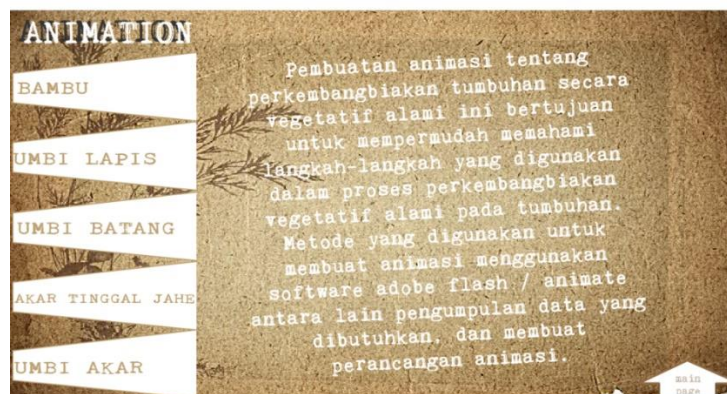 ANIMATION
BAMBU
UMBI LAPIS
UMBI BATANG
AKAR TINGGAL JAHE
UMBI AKAR
Pembuatan animasi tentang
perkembangbiakan tumbuhan secara
vegetatif alami ini bertujuan
untuk mempermudah memahami
langkah-langkah yang digunakan
dalam proses perkembangbiakan
vegetatif alami pada tumbuhan.
Metode yang digunakan untuk
membuat animasi menggunakan
software adobe flash / animate
antara lain pengumpulan data yang
dibutuhkan, dan membuat
perancangan animasi.
main
page